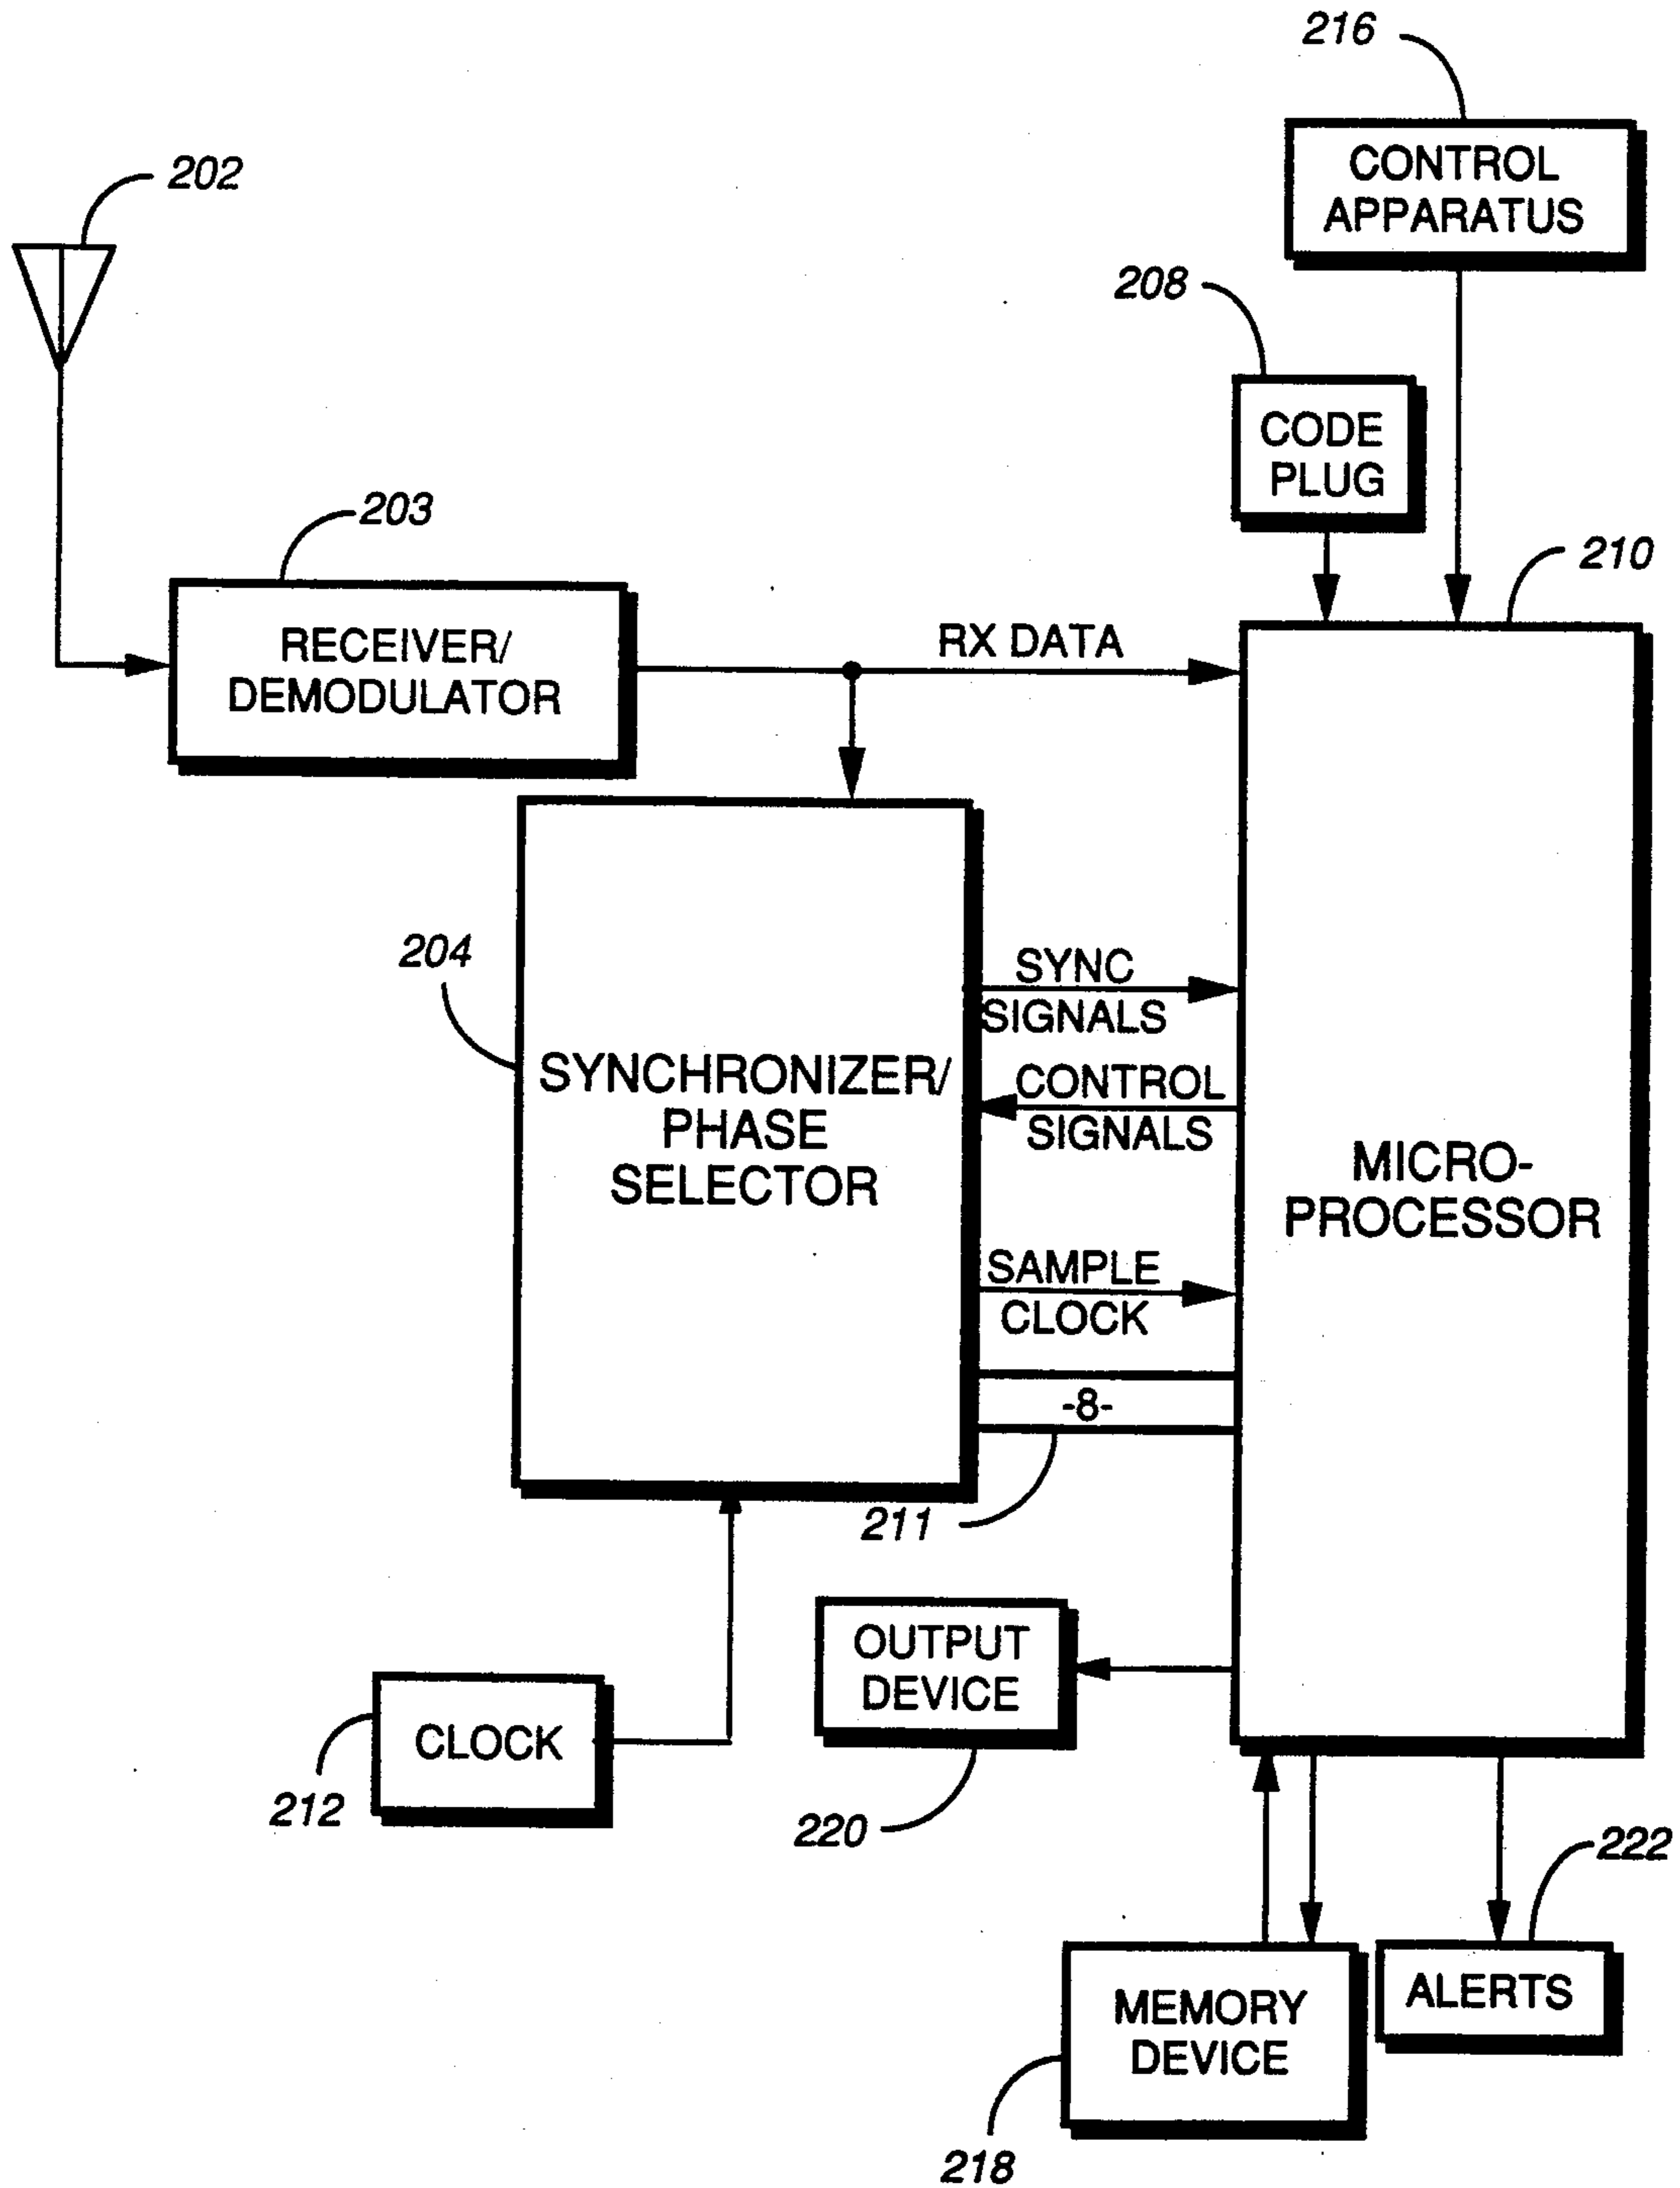 216
CONTROL
APPARATUS
202
208
CODE
PLUG
203
210
RECEIVER/
DEMODULATOR
RX DATA
204
SYNC
SIGNALS
SYNCHRONIZER/
PHASE
SELECTOR
CONTROL
SIGNALS
MICRO-
PROCESSOR
SAMPLE
CLOCK
-8-
211
OUTPUT
DEVICE
CLOCK
212
220
222
MEMORY
DEVICE
ALERTS
218